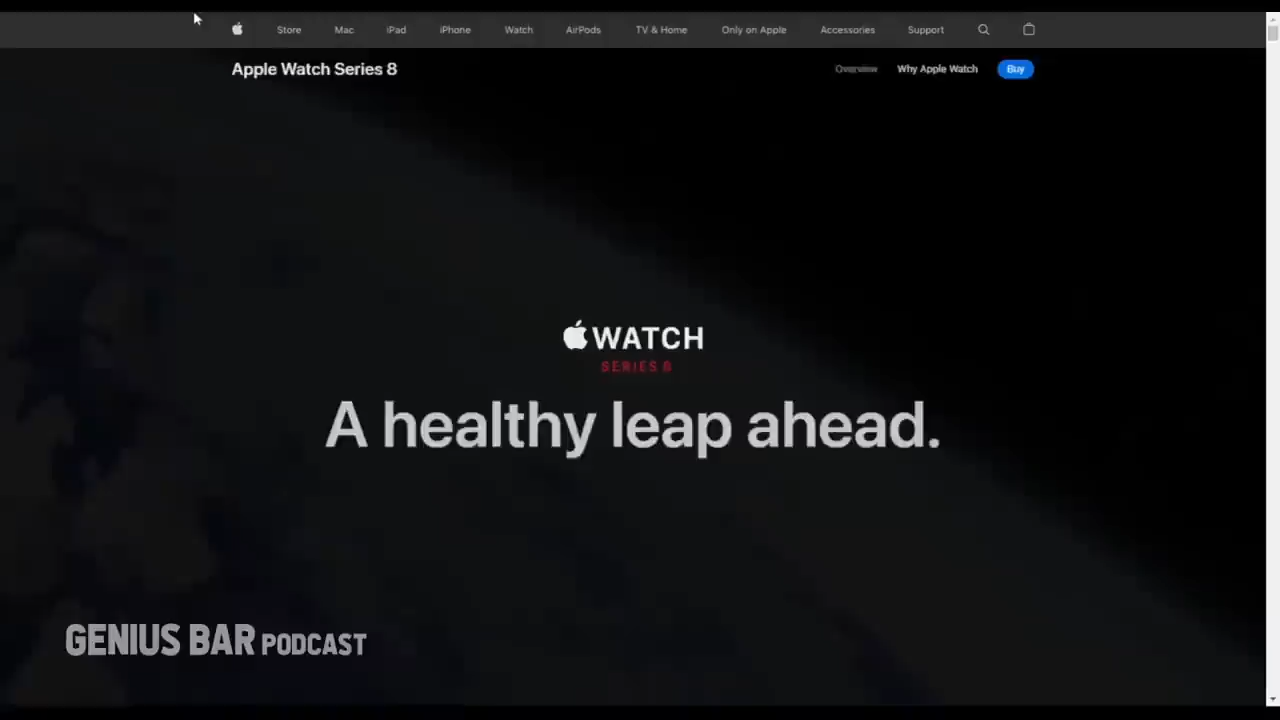 Store Mac iPad iPhone Watch AirPods TV & Home Only on Apple Accessories Support
Apple Watch Series 8 Overview Why Apple Watch Buy
WATCH
SERIES 8
A healthy leap ahead.
GENIUS BAR PODCAST